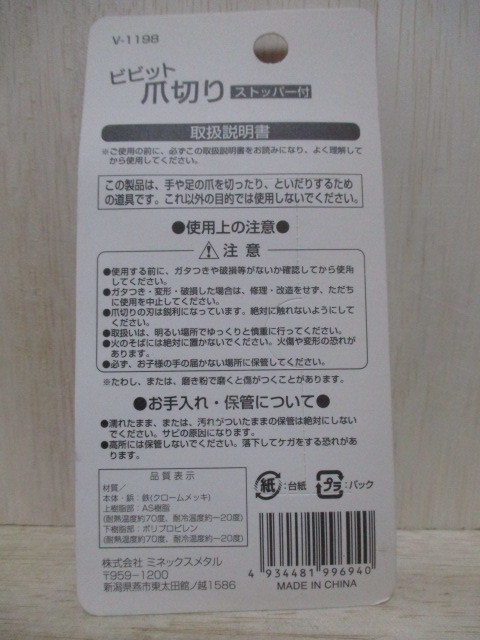 V-1198
ビビット
爪切り ストッパー付
取扱説明書
※ご使用の前に、必ずこの取扱説明書をお読みになり、よく理解して
から使用してください。
この製品は、手や足の爪を切ったり、といだりするため
の道具です。これ以外の目的では使用しないでください。
●使用上の注意●
⚠注意
●使用する前に、ガタつきや破損等がないか確認してから使用
してください。
●ガタつき・変形・破損した場合は、修理・改造をせず、ただち
に使用を中止してください。
●爪切りの刃は鋭利になっています。絶対に触れないようにして
ください。
●取扱いは、明るい場所でゆっくりと慎重に行ってください。
●火のそばには絶対に置かないでください。火傷や変形の恐れが
あります。
●必ず、お子様の手の届かない場所に保管してください。
※たわし、または、磨き粉で磨くと傷がつくことがあります。
●お手入れ・保管について●
●濡れたまま、または、汚れがついたままの保管は絶対にしない
でください。サビの原因になります。
●高所には保管しないでください。落下してケガをする恐れがあ
ります。
品質表示
材質／
本体・鋲：鉄(クロームメッキ)
上樹脂部：AS樹脂
(耐熱温度約70度、耐冷温度約－20度)
下樹脂部：ポリプロピレン
(耐熱温度約70度、耐冷温度約－20度)
紙：台紙
プラ：パック
株式会社 ミネックスメタル
〒959-1200
新潟県燕市東太田館ノ越1586
4 934481 996940
MADE IN CHINA